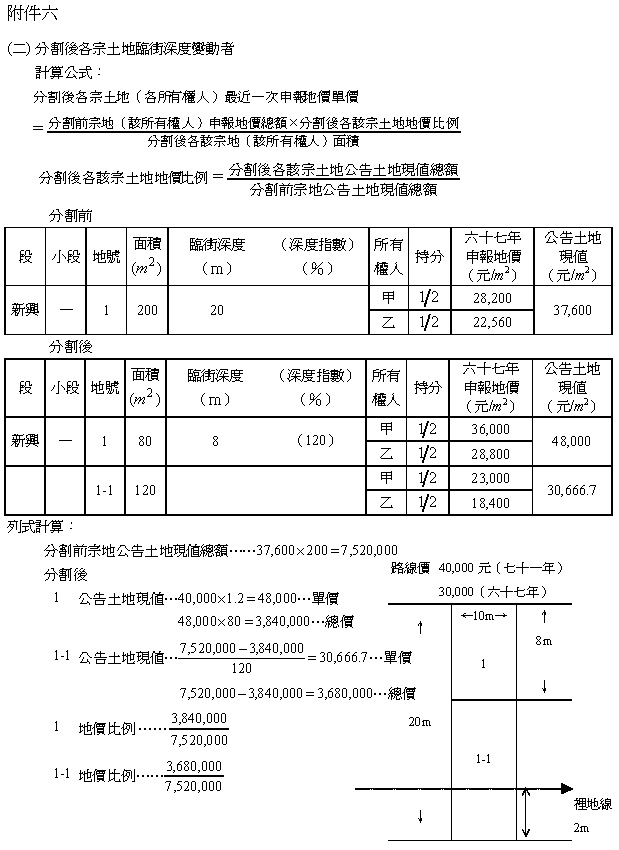 附件六
(二) 分割後各宗土地臨街深度變動者
計算公式：
分割後各宗土地（各所有權人）最近一次申報地價單價
＝分割前宗地（該所有權人）申報地價總額×分割後各該宗土地地價比例
分割後各該宗地（該所有權人）面積
分割後各該宗土地地價比例＝分割後各該宗土地公告土地現值總額
分割前宗地公告土地現值總額
分割前
段 小段 地號 面積(m²) 臨街深度（m） （深度指數）（％） 所有權人 持分 六十七年申報地價（元/m²） 公告土地現值（元/m²）
新興 — 1 200 20 甲 1/2 28,200 37,600
乙 1/2 22,560
分割後
段 小段 地號 面積(m²) 臨街深度（m） （深度指數）（％） 所有權人 持分 六十七年申報地價（元/m²） 公告土地現值（元/m²）
新興 — 1 80 8 （120） 甲 1/2 36,000 48,000
乙 1/2 28,800
1-1 120 甲 1/2 23,000 30,666.7
乙 1/2 18,400
列式計算：
分割前宗地公告土地現值總額……37,600×200＝7,520,000
分割後
1 公告土地現值…40,000×1.2＝48,000…單價
48,000×80＝3,840,000…總價
1-1 公告土地現值…7,520,000−3,840,000
120
＝30,666.7…單價
7,520,000−3,840,000＝3,680,000…總價
1 地價比例……3,840,000
7,520,000
1-1 地價比例……3,680,000
7,520,000
路線價 40,000 元（七十一年）
30,000（六十七年）
↑ ←10m→ ↑
8m
1
↓
20m
1-1
裡地線
↓ 2m